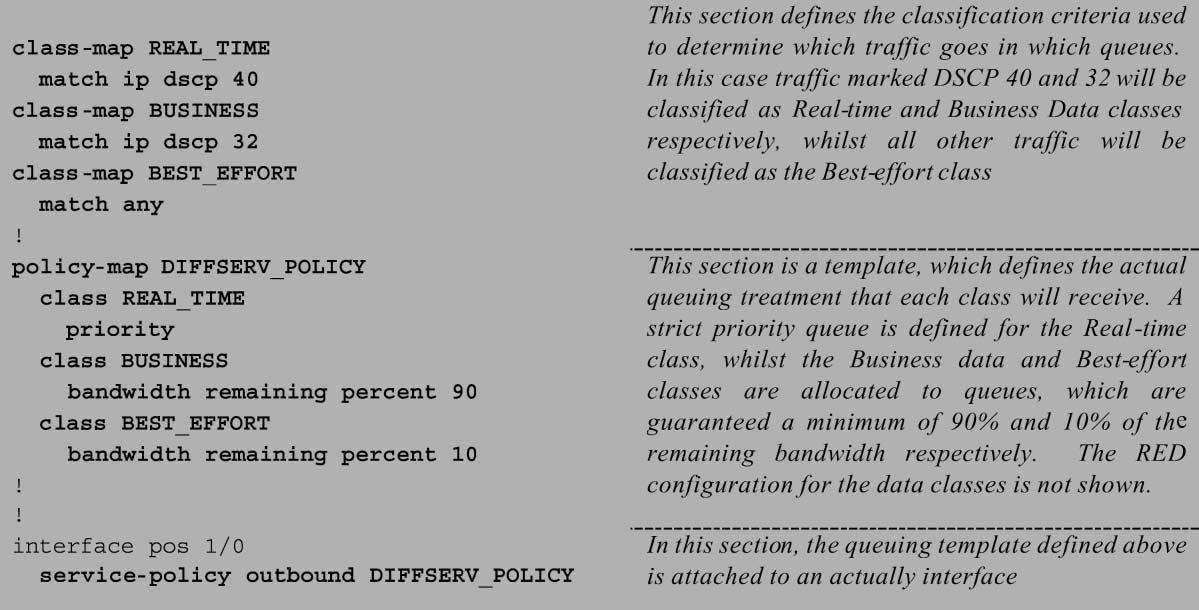 class-map REAL_TIME
match ip dscp 40
class-map BUSINESS
match ip dscp 32
class-map BEST_EFFORT
match any
!
policy-map DIFFSERV_POLICY
class REAL_TIME
priority
class BUSINESS
bandwidth remaining percent 90
class BEST_EFFORT
bandwidth remaining percent 10
!
!
interface pos 1/0
service-policy outbound DIFFSERV_POLICY
This section defines the classification criteria used
to determine which traffic goes in which queues.
In this case traffic marked DSCP 40 and 32 will be
classified as Real-time and Business Data classes
respectively, whilst all other traffic will be
classified as the Best-effort class
This section is a template, which defines the actual
queuing treatment that each class will receive. A
strict priority queue is defined for the Real-time
class, whilst the Business data and Best-effort
classes are allocated to queues, which are
guaranteed a minimum of 90% and 10% of the
remaining bandwidth respectively. The RED
configuration for the data classes is not shown.
In this section, the queuing template defined above
is attached to an actually interface